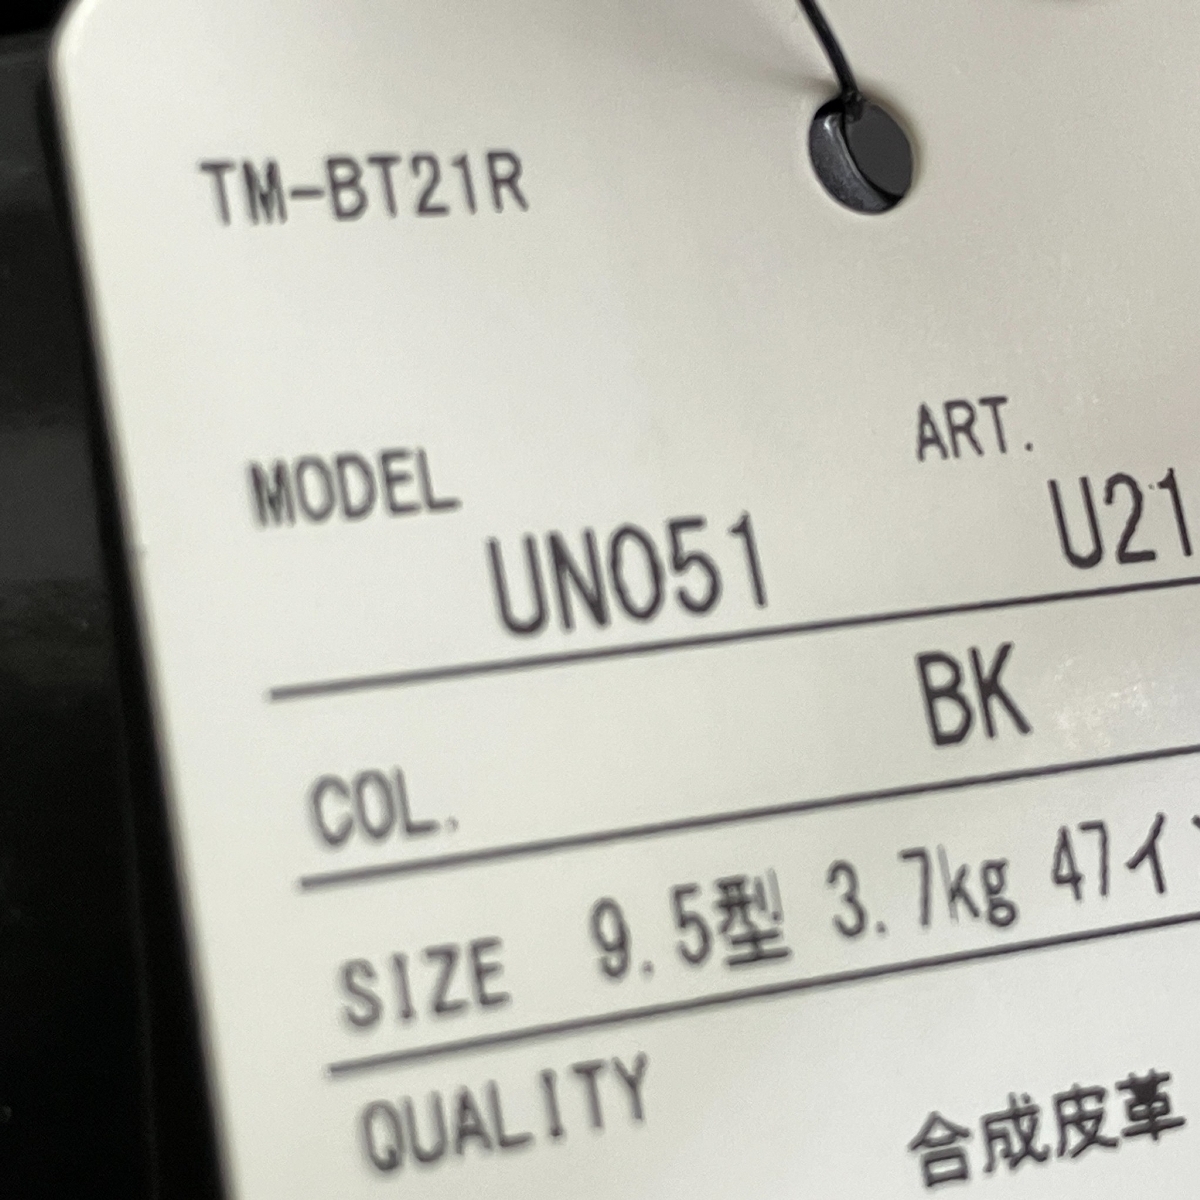 TM-BT21R
MODEL ART.
UNO51 U21
BK
COL.
SIZE 9.5型 3.7kg 47イ
QUALITY
合成皮革